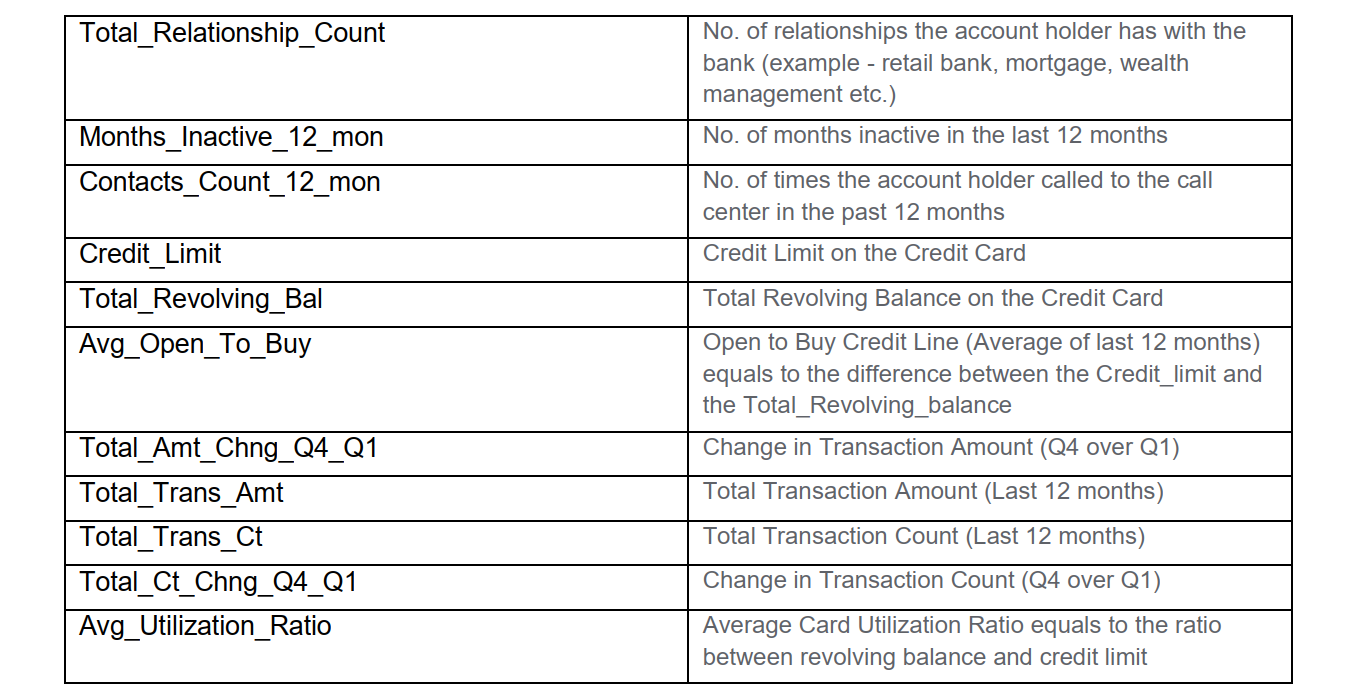 Total_Relationship_Count
No. of relationships the account holder has with the
bank (example - retail bank, mortgage, wealth
management etc.)
Months_Inactive_12_mon
No. of months inactive in the last 12 months
Contacts_Count_12_mon
No. of times the account holder called to the call
center in the past 12 months
Credit_Limit
Credit Limit on the Credit Card
Total_Revolving_Bal
Total Revolving Balance on the Credit Card
Avg_Open_To_Buy
Open to Buy Credit Line (Average of last 12 months)
equals to the difference between the Credit_limit and
the Total_Revolving_balance
Total_Amt_Chng_Q4_Q1
Change in Transaction Amount (Q4 over Q1)
Total_Trans_Amt
Total Transaction Amount (Last 12 months)
Total_Trans_Ct
Total Transaction Count (Last 12 months)
Total_Ct_Chng_Q4_Q1
Change in Transaction Count (Q4 over Q1)
Avg_Utilization_Ratio
Average Card Utilization Ratio equals to the ratio
between revolving balance and credit limit